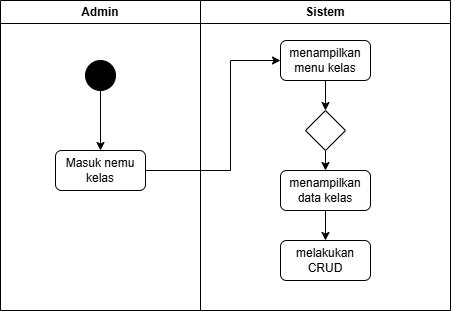 Admin
Sistem
menampilkan
menu kelas
Masuk nemu
kelas
menampilkan
data kelas
melakukan
CRUD